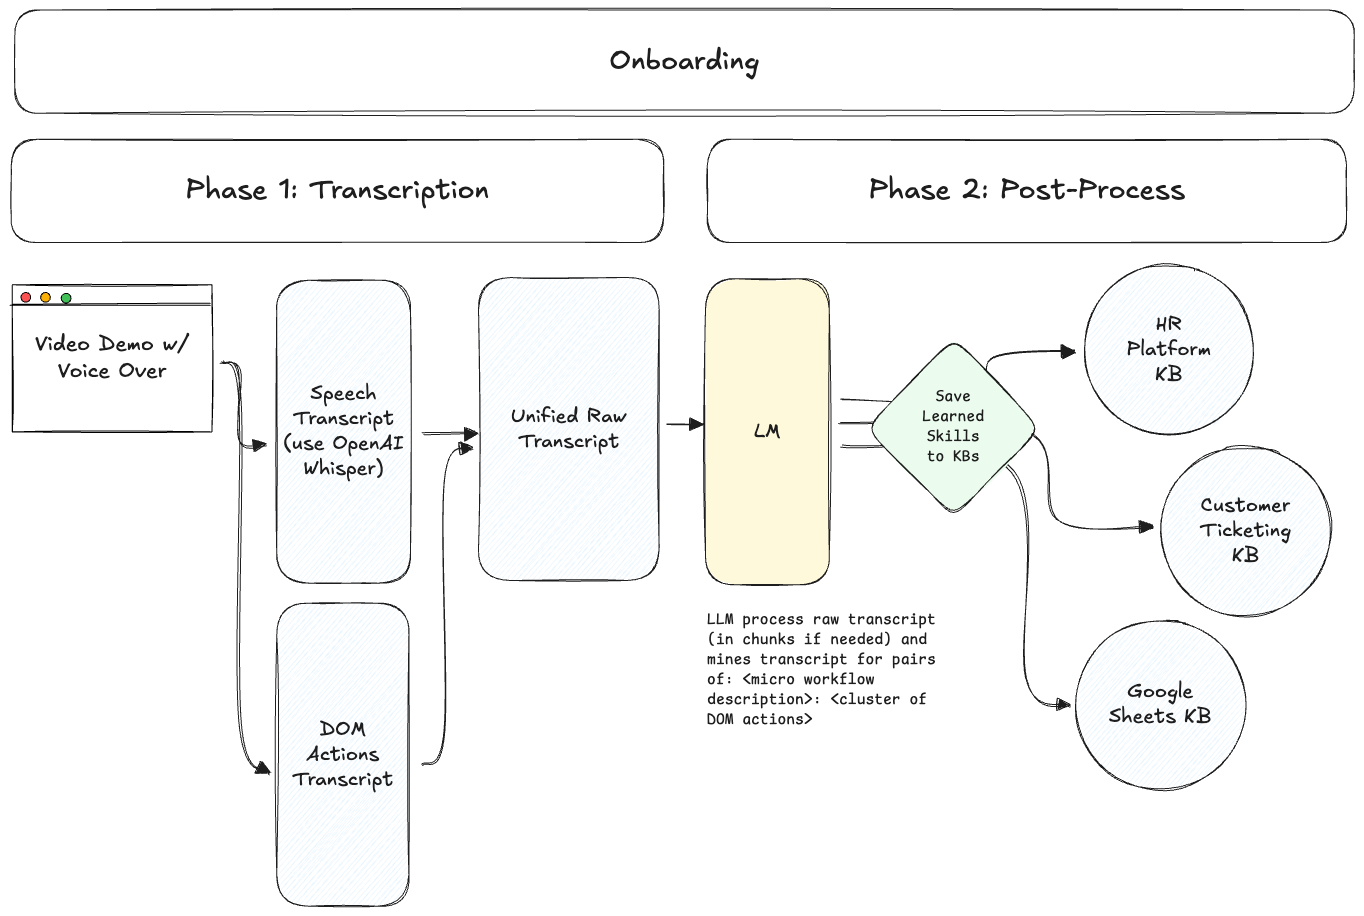 Onboarding
Phase 1: Transcription
Phase 2: Post-Process
Video Demo w/
Voice Over
Speech
Transcript
(use OpenAI
Whisper)
DOM
Actions
Transcript
Unified Raw
Transcript
LM
LLM process raw transcript
(in chunks if needed) and
mines transcript for pairs
of: <micro workflow
description>: <cluster of
DOM actions>
Save
Learned
Skills
to KBs
HR
Platform
KB
Customer
Ticketing
KB
Google
Sheets KB